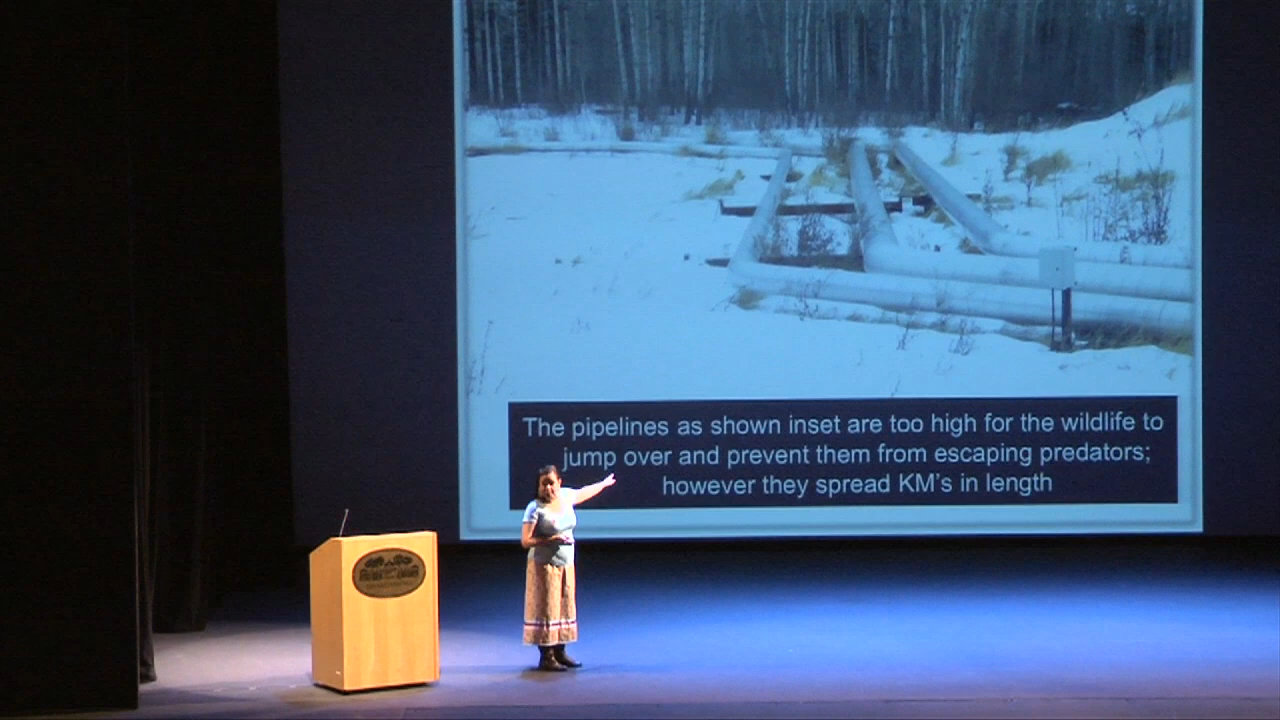 The pipelines as shown inset are too high for the wildlife to
jump over and prevent them from escaping predators;
however they spread KM's in length